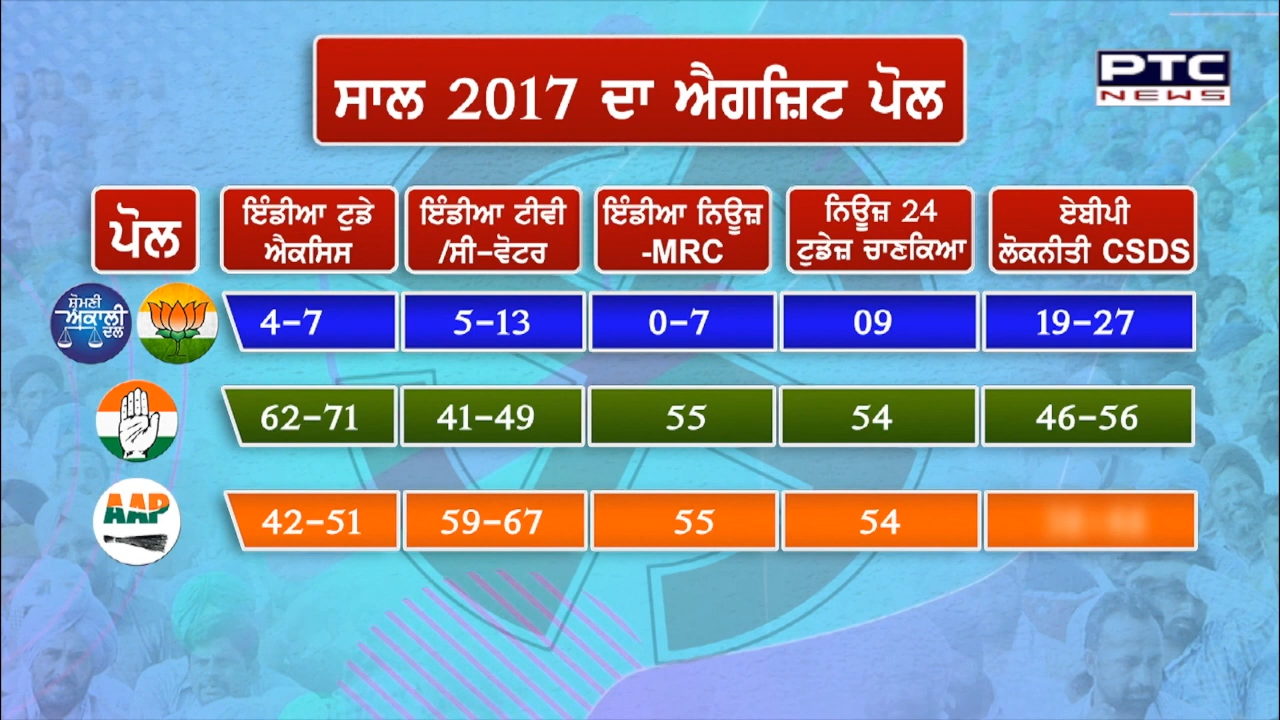 ਸਾਲ 2017 ਦਾ ਐਗਜ਼ਿਟ ਪੋਲ
PTC
NEWS
ਪੋਲ
ਇੰਡੀਆ ਟੁਡੇ
ਐਕਸਿਸ
ਇੰਡੀਆ ਟੀਵੀ
/ਸੀ-ਵੋਟਰ
ਇੰਡੀਆ ਨਿਊਜ਼
-MRC
ਨਿਊਜ਼ 24
ਟੁਡੇਜ਼ ਚਾਣਕਿਆ
ਏਬੀਪੀ
ਲੋਕਨੀਤੀ CSDS
ਸ਼੍ਰੋਮਣੀ
ਅਕਾਲੀ
ਦਲ
4-7 5-13 0-7 09 19-27
62-71 41-49 55 54 46-56
AAP
42-51 59-67 55 54